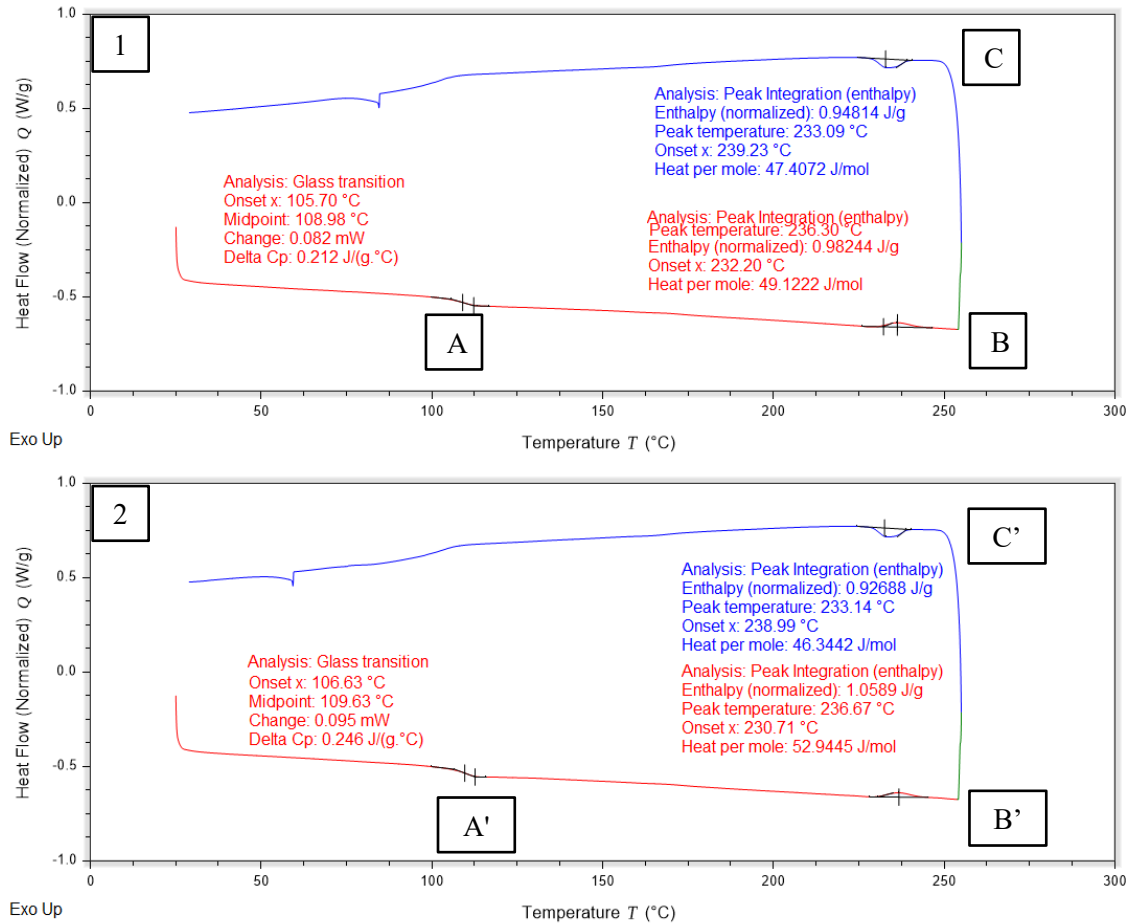 1.0
1
C
Heat Flow (Normalized) Q (W/g)
0.5
Analysis: Peak Integration (enthalpy)
Enthalpy (normalized): 0.94814 J/g
Peak temperature: 233.09 °C
Onset x: 239.23 °C
Heat per mole: 47.4072 J/mol
0.0
Analysis: Glass transition
Onset x: 105.70 °C
Midpoint: 108.98 °C
Change: 0.082 mW
Delta Cp: 0.212 J/(g.°C)
Analysis: Peak Integration (enthalpy)
Peak temperature: 236.30 °C
Enthalpy (normalized): 0.98244 J/g
Onset x: 232.20 °C
Heat per mole: 49.1222 J/mol
-0.5
A
B
-1.0
0 50 100 150 200 250 300
Exo Up
Temperature T (°C)
1.0
2
C’
Heat Flow (Normalized) Q (W/g)
0.5
Analysis: Peak Integration (enthalpy)
Enthalpy (normalized): 0.92688 J/g
Peak temperature: 233.14 °C
Onset x: 238.99 °C
Heat per mole: 46.3442 J/mol
0.0
Analysis: Glass transition
Onset x: 106.63 °C
Midpoint: 109.63 °C
Change: 0.095 mW
Delta Cp: 0.246 J/(g.°C)
Analysis: Peak Integration (enthalpy)
Enthalpy (normalized): 1.0589 J/g
Peak temperature: 236.67 °C
Onset x: 230.71 °C
Heat per mole: 52.9445 J/mol
-0.5
A'
B’
-1.0
0 50 100 150 200 250 300
Exo Up
Temperature T (°C)